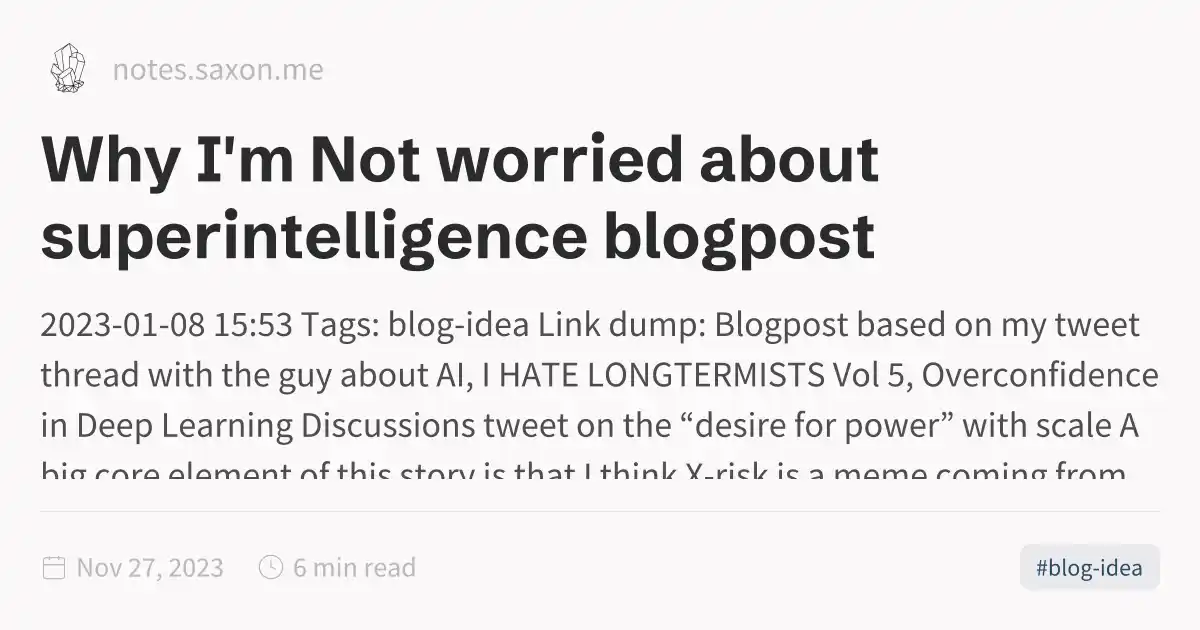 notes.saxon.me
Why I'm Not worried about
superintelligence blogpost
2023-01-08 15:53 Tags: blog-idea Link dump: Blogpost based on my tweet
thread with the guy about AI, I HATE LONGTERMISTS Vol 5, Overconfidence
in Deep Learning Discussions tweet on the “desire for power” with scale A
big core element of this story is that I think X-risk is a meme coming from
Nov 27, 2023
6 min read
#blog-idea